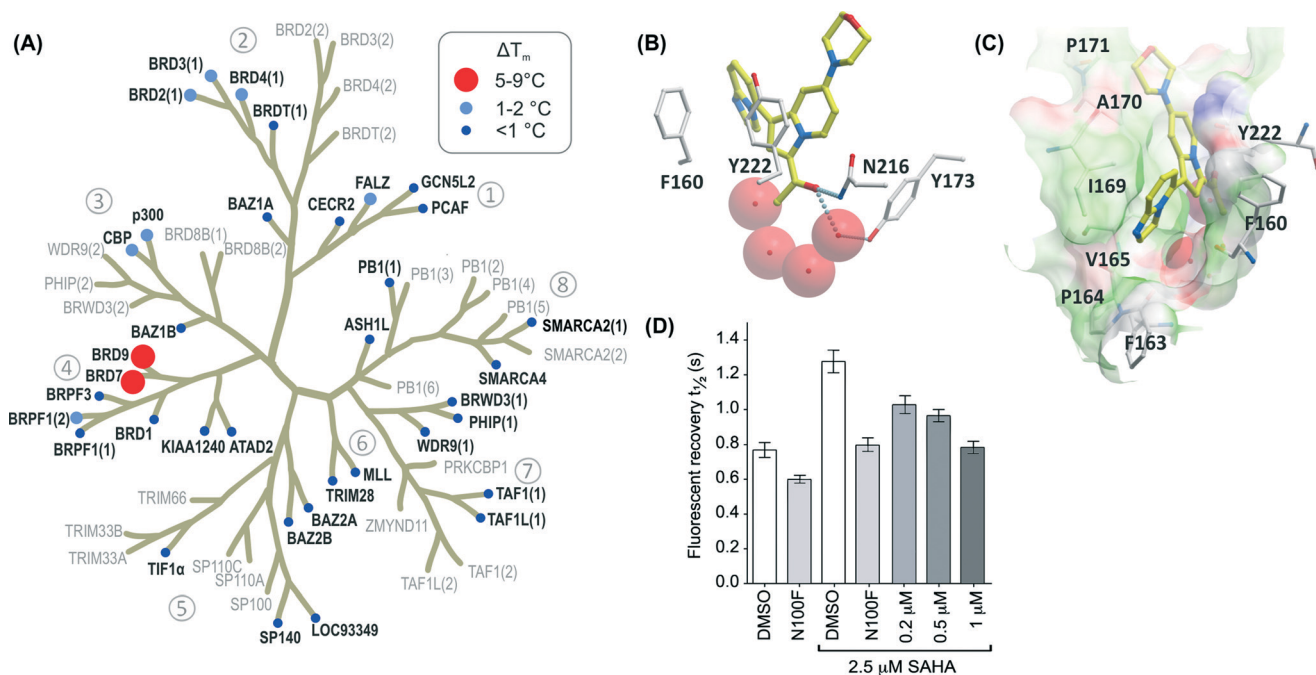 (A)
BRD2(2)
BRD3(2)
②
BRD3(1)
BRD4(1)
BRD2(1)
BRD4(2)
BRDT(1)
BRDT(2)
ΔTm
5-9°C
1-2 °C
<1 °C
FALZ
GCN5L2
CECR2
PCAF
①
BAZ1A
③
p300
CBP
WDR9(2)
BRD8B(1)
BRD8B(2)
PHIP(2)
BRWD3(2)
BAZ1B
PB1(1)
PB1(3)
PB1(2)
PB1(4)
⑧
PB1(5)
ASH1L
SMARCA2(1)
SMARCA2(2)
SMARCA4
PB1(6)
④
BRD9
BRD7
BRPF3
BRPF1(2)
BRPF1(1)
BRD1
KIAA1240
ATAD2
BRWD3(1)
PHIP(1)
WDR9(1)
⑥
MLL
TRIM28
PRKCBP1
⑦
TAF1(1)
TAF1L(1)
ZMYND11
TAF1L(2)
TAF1(2)
BAZ2A
BAZ2B
TRIM66
TRIM33B
TRIM33A
TIF1α
SP110C
SP110A
SP100
⑤
SP140
LOC93349
(B)
F160
Y222
N216
Y173
(C)
P171
A170
Y222
I169
F160
V165
P164
F163
(D)
Fluorescent recovery t½ (s)
1.4
1.2
1.0
0.8
0.6
0.4
0.2
0.0
DMSO
N100F
DMSO
N100F
0.2 µM
0.5 µM
1 µM
2.5 µM SAHA